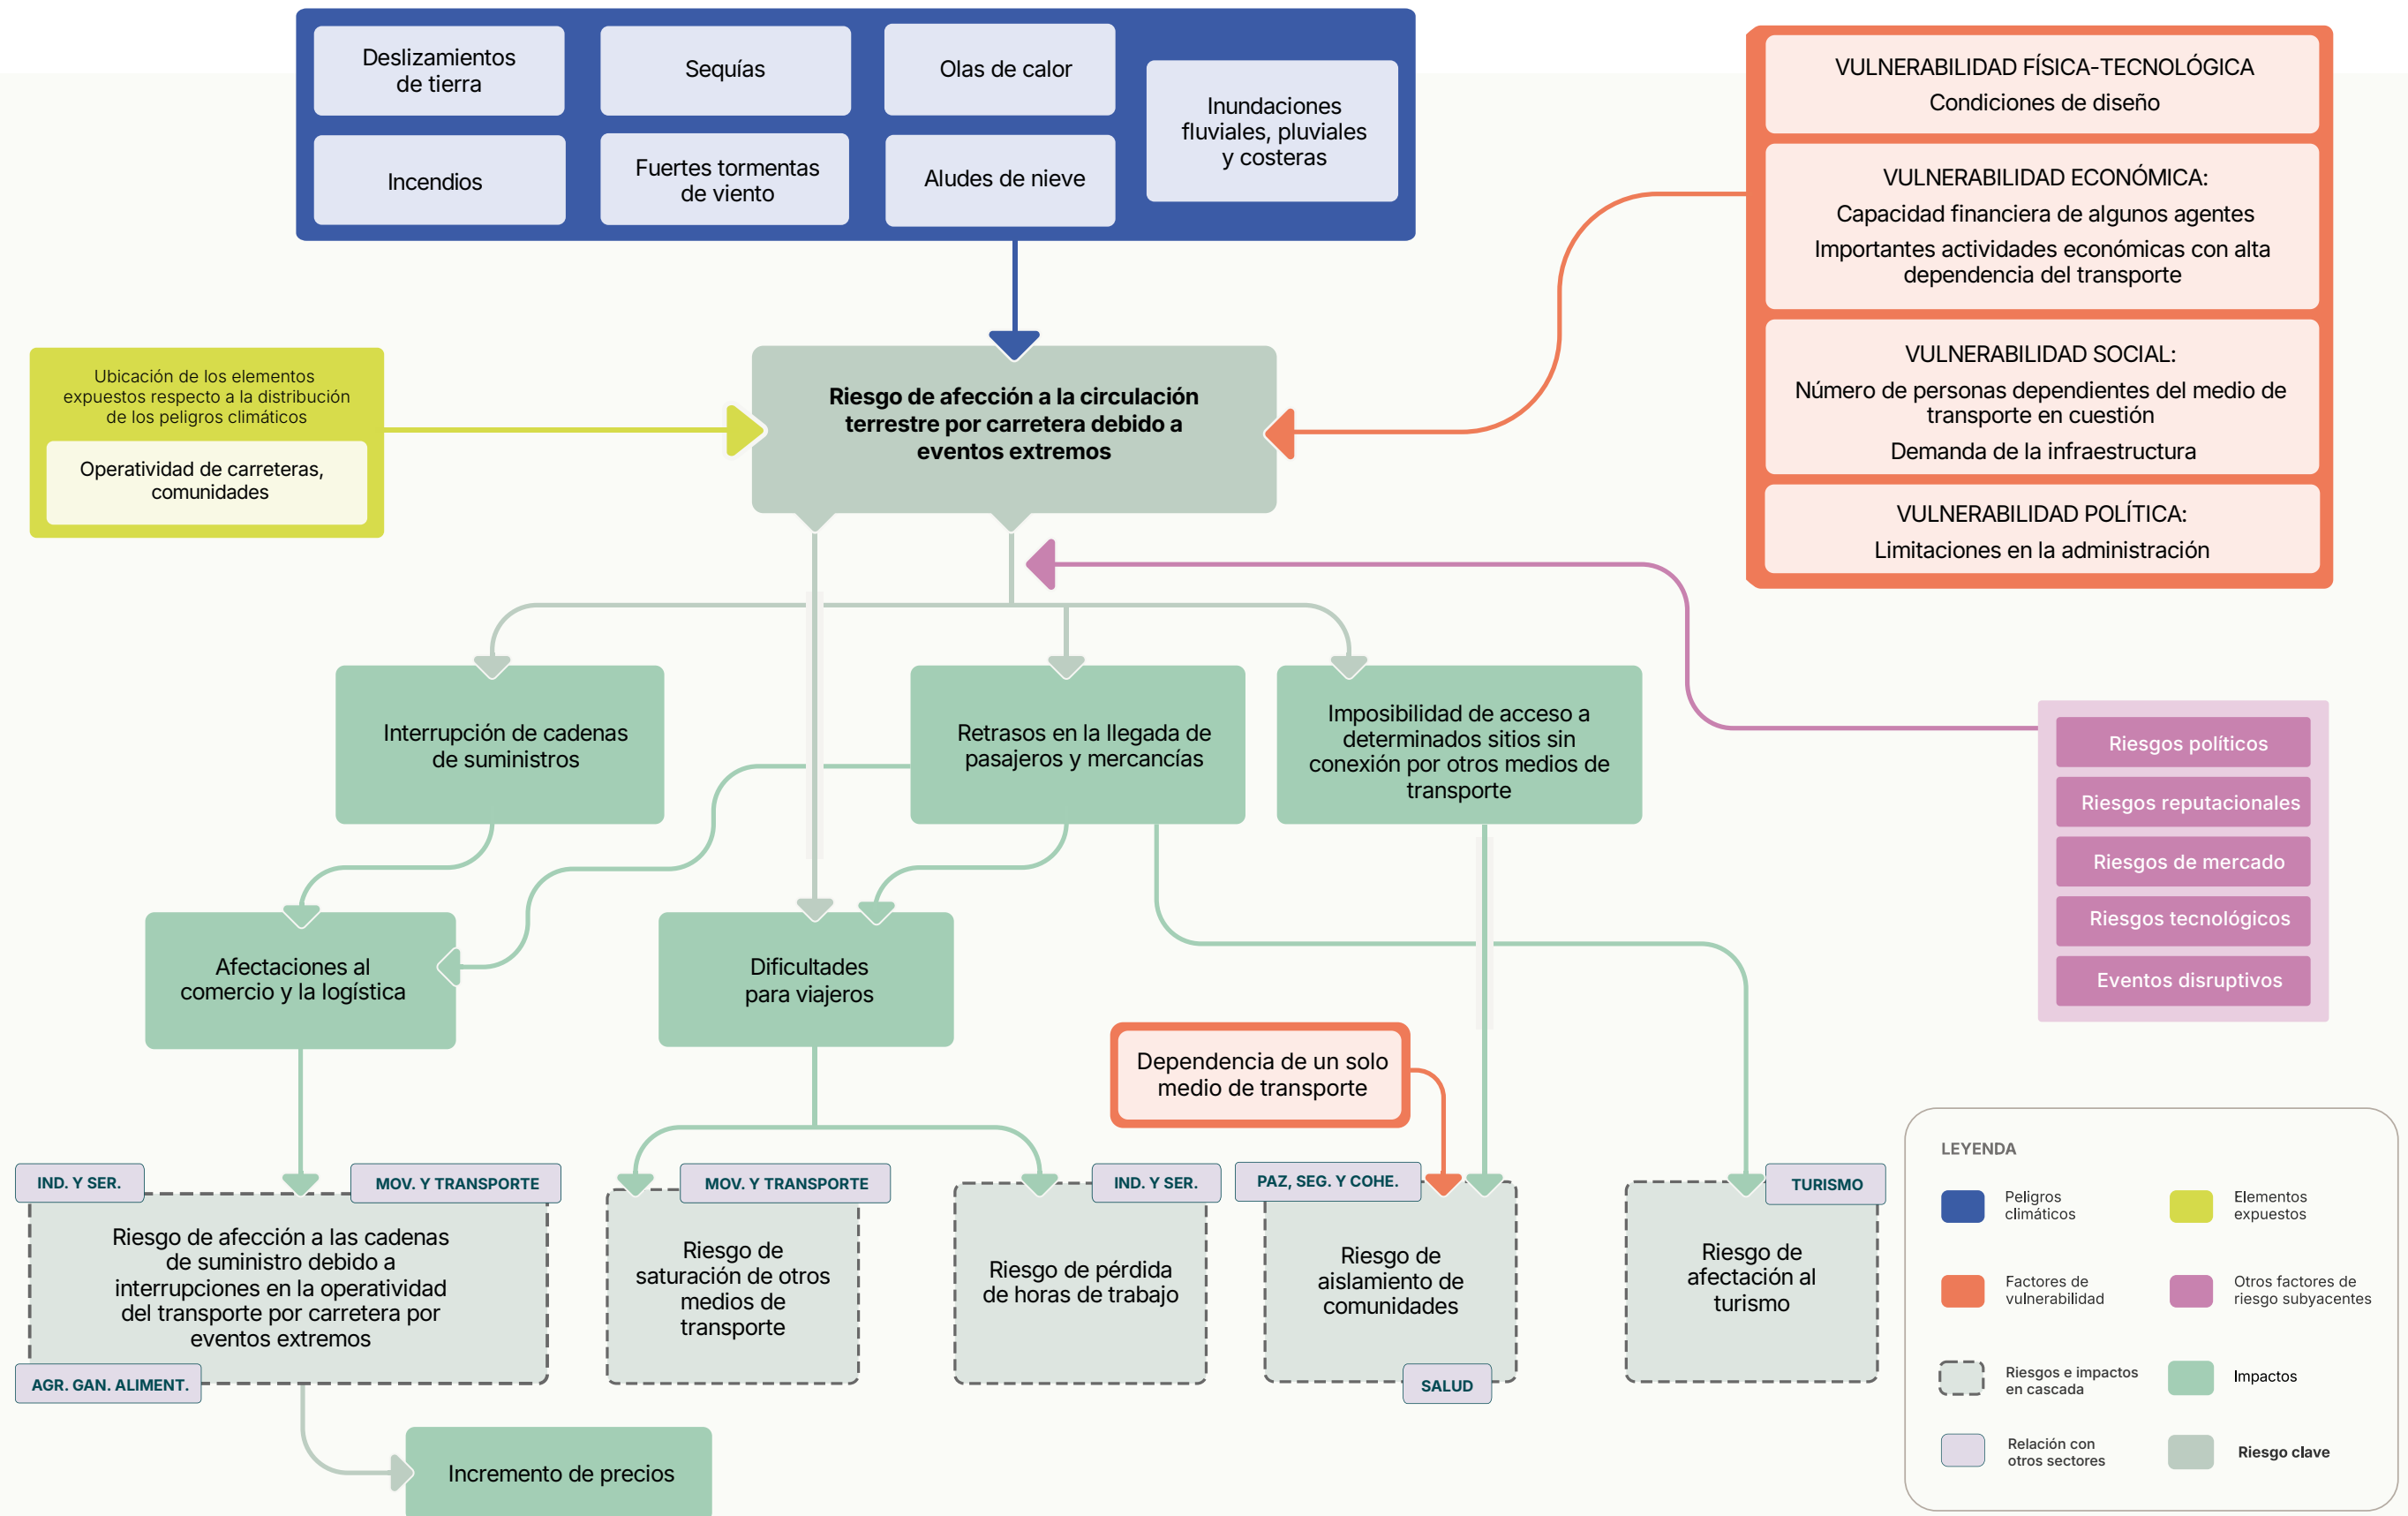 Deslizamientos
de tierra
Sequías
Olas de calor
Inundaciones
fluviales, pluviales
y costeras
Incendios
Fuertes tormentas
de viento
Aludes de nieve
VULNERABILIDAD FÍSICA-TECNOLÓGICA
Condiciones de diseño
VULNERABILIDAD ECONÓMICA:
Capacidad financiera de algunos agentes
Importantes actividades económicas con alta
dependencia del transporte
VULNERABILIDAD SOCIAL:
Número de personas dependientes del medio de
transporte en cuestión
Demanda de la infraestructura
VULNERABILIDAD POLÍTICA:
Limitaciones en la administración
Ubicación de los elementos
expuestos respecto a la distribución
de los peligros climáticos
Operatividad de carreteras,
comunidades
Riesgo de afección a la circulación
terrestre por carretera debido a
eventos extremos
Interrupción de cadenas
de suministros
Retrasos en la llegada de
pasajeros y mercancías
Imposibilidad de acceso a
determinados sitios sin
conexión por otros medios de
transporte
Riesgos políticos
Riesgos reputacionales
Riesgos de mercado
Riesgos tecnológicos
Eventos disruptivos
Afectaciones al
comercio y la logística
Dificultades
para viajeros
Dependencia de un solo
medio de transporte
IND. Y SER.
MOV. Y TRANSPORTE
Riesgo de afección a las cadenas
de suministro debido a
interrupciones en la operatividad
del transporte por carretera por
eventos extremos
AGR. GAN. ALIMENT.
MOV. Y TRANSPORTE
Riesgo de
saturación de otros
medios de
transporte
IND. Y SER.
Riesgo de pérdida
de horas de trabajo
PAZ, SEG. Y COHE.
Riesgo de
aislamiento de
comunidades
SALUD
TURISMO
Riesgo de
afectación al
turismo
Incremento de precios
LEYENDA
Peligros
climáticos
Elementos
expuestos
Factores de
vulnerabilidad
Otros factores de
riesgo subyacentes
Riesgos e impactos
en cascada
Impactos
Relación con
otros sectores
Riesgo clave